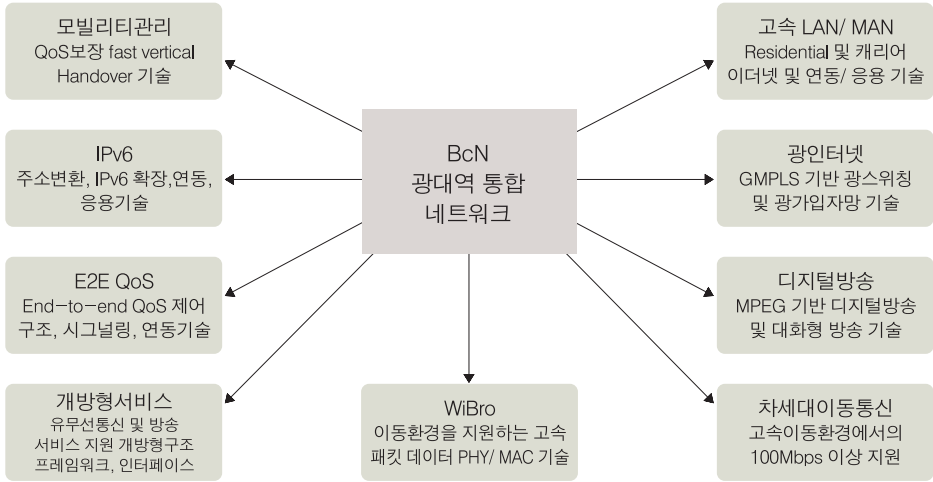 모빌리티관리
QoS보장 fast vertical
Handover 기술
고속 LAN/ MAN
Residential 및 캐리어
이더넷 및 연동/ 응용 기술
BcN
광대역 통합
네트워크
IPv6
주소변환, IPv6 확장,연동,
응용기술
광인터넷
GMPLS 기반 광스위칭
및 광가입자망 기술
E2E QoS
End-to-end QoS 제어
구조, 시그널링, 연동기술
디지털방송
MPEG 기반 디지털방송
및 대화형 방송 기술
개방형서비스
유무선통신 및 방송
서비스 지원 개방형구조
프레임워크, 인터페이스
WiBro
이동환경을 지원하는 고속
패킷 데이터 PHY/ MAC 기술
차세대이동통신
고속이동환경에서의
100Mbps 이상 지원